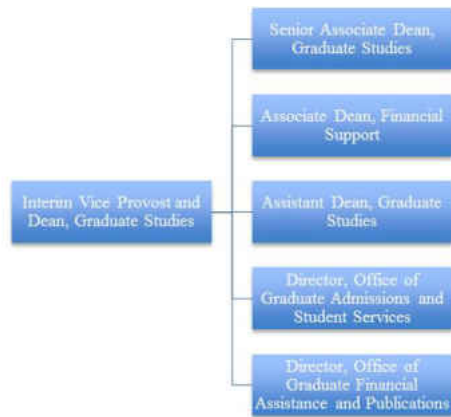 Senior Associate Dean,
Graduate Studies
Associate Dean, Financial
Support
Interim Vice Provost and
Dean, Graduate Studies
Assistant Dean, Graduate
Studies
Director, Office of
Graduate Admissions and
Student Services
Director, Office of
Graduate Financial
Assistance and Publications